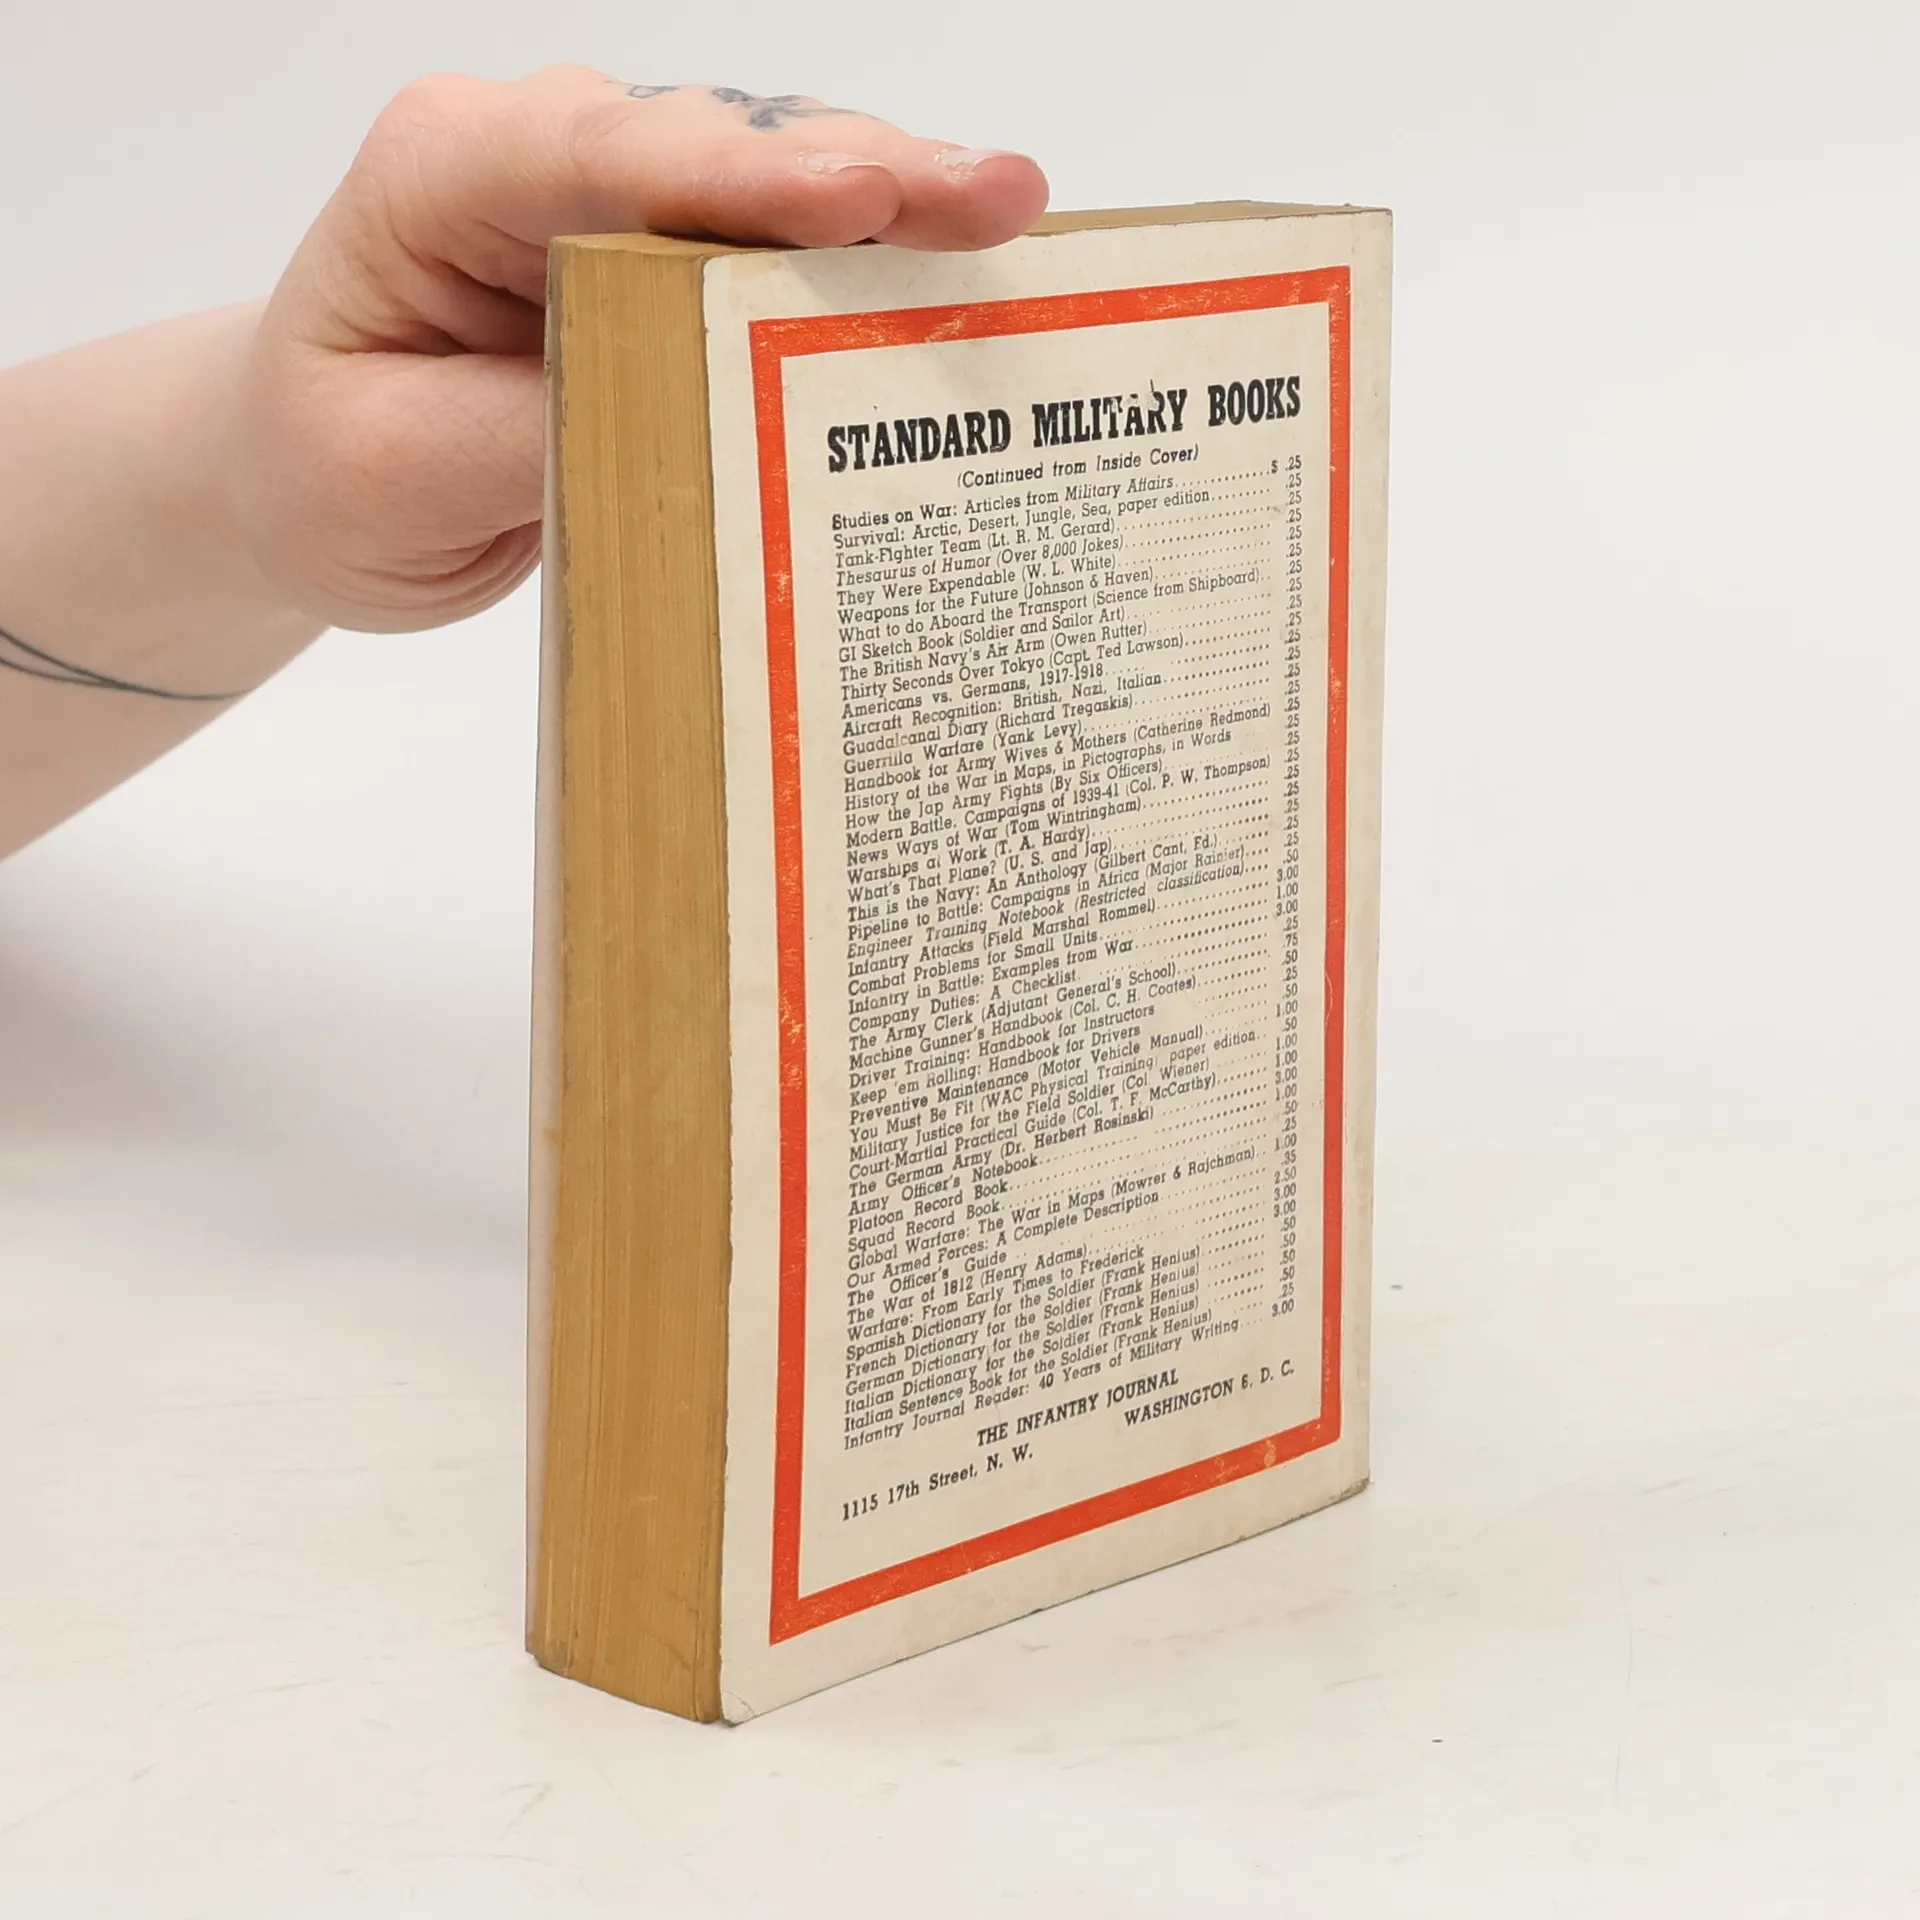 STANDARD MILITARY BOOKS
(Continued from Inside Cover)
Studies on War: Articles from Military Affairs.............$ .25
Survival: Arctic, Desert, Jungle, Sea, paper edition......... .25
Tank-Fighter Team (Lt. R. M. Gerard)..................... .25
Thesaurus of Humor (Over 8,000 Jokes).................... .25
They Were Expendable (W. L. White)..................... .25
Weapons for the Future (Johnson & Haven)................ .25
What to do Aboard the Transport (Science from Shipboard).. .25
GI Sketch Book (Soldier and Sailor Art)................... .25
The British Navy's Air Arm (Owen Rutter)................. .25
Thirty Seconds Over Tokyo (Capt. Ted Lawson)............. .25
Americans vs. Germans, 1917-1918...................... .25
Aircraft Recognition: British, Nazi, Italian................ .25
Guadalcanal Diary (Richard Tregaskis)................... .25
Guerrilla Warfare (Yank Levy)......................... .25
Handbook for Army Wives & Mothers (Catherine Redmond) .25
History of the War in Maps, in Pictographs, in Words .25
How the Jap Army Fights (By Six Officers)................ .25
Modern Battle. Campaigns of 1939-41 (Col. P. W. Thompson) .25
News Ways of War (Tom Wintringham)................... .25
Warships at Work (T. A. Hardy)......................... .25
What's That Plane? (U. S. and Jap)...................... .25
This is the Navy: An Anthology (Gilbert Cant, Ed.)......... .25
Pipeline to Battle: Campaigns in Africa (Major Rainier).... .25
Engineer Training Notebook (Restricted classification).... .50
Infantry Attacks (Field Marshal Rommel)................. 3.00
Combat Problems for Small Units........................ 1.00
Infantry in Battle: Examples from War................... 3.00
Company Duties: A Checklist .25
The Army Clerk (Adjutant General's School)............... .75
Machine Gunner's Handbook (Col. C. H. Coates)........... .50
Driver Training: Handbook for Instructors .25
Keep 'em Rolling: Handbook for Drivers .50
Preventive Maintenance (Motor Vehicle Manual)........... 1.00
You Must Be Fit (WAC Physical Training) paper edition.. .50
Military Justice for the Field Soldier (Col. Wiener) ........ 1.00
Court-Martial Practical Guide (Col. T. F. McCarthy)........ 1.00
The German Army (Dr. Herbert Rosinski) ................ 3.00
Army Officer's Notebook.............................. 1.00
Platoon Record Book................................. .50
Squad Record Book.................................. .25
Global Warfare: The War in Maps (Mowrer & Rajchman).. 1.00
Our Armed Forces: A Complete Description............... .35
The Officer's Guide 2.50
The War of 1812 (Henry Adams)........................ 3.00
Warfare: From Early Times to Frederick 3.00
Spanish Dictionary for the Soldier (Frank Henius).......... .50
French Dictionary for the Soldier (Frank Henius) .......... .50
German Dictionary for the Soldier (Frank Henius) ......... .50
Italian Dictionary for the Soldier (Frank Henius) .......... .50
Italian Sentence Book for the Soldier (Frank Henius) ..... .25
Infantry Journal Reader: 40 Years of Military Writing.... 3.00
THE INFANTRY JOURNAL
1115 17th Street, N. W. WASHINGTON 6, D. C.